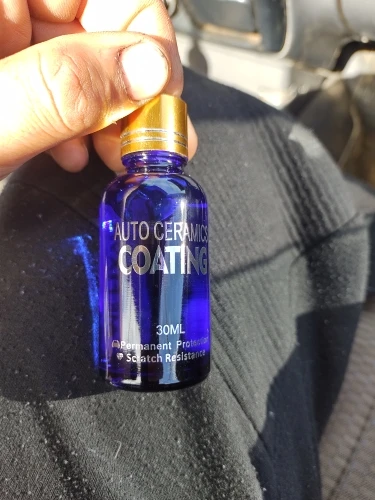 AUTO CERAMICS
COATING
30ML
Permanent Protection
Scratch Resistance